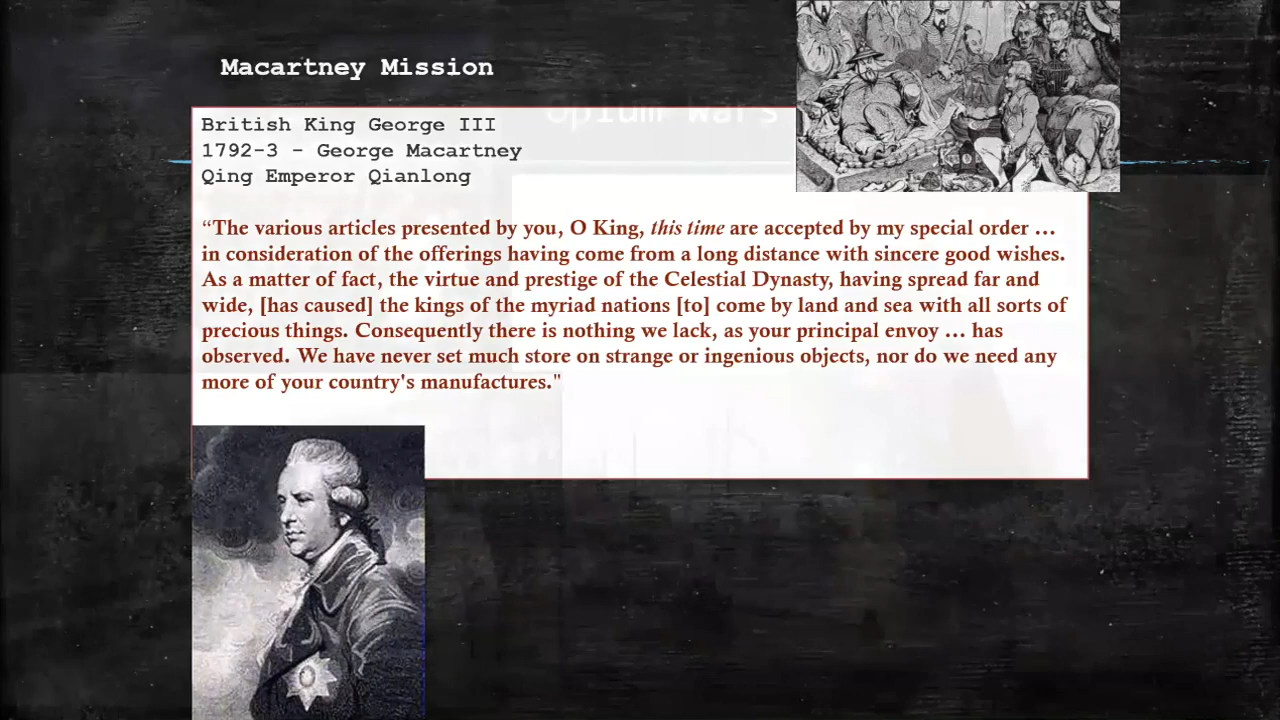 Macartney Mission
Opium Wars
British King George III
1792-3 - George Macartney
Qing Emperor Qianlong
“The various articles presented by you, O King, this time are accepted by my special order …
in consideration of the offerings having come from a long distance with sincere good wishes.
As a matter of fact, the virtue and prestige of the Celestial Dynasty, having spread far and
wide, [has caused] the kings of the myriad nations [to] come by land and sea with all sorts of
precious things. Consequently there is nothing we lack, as your principal envoy … has
observed. We have never set much store on strange or ingenious objects, nor do we need any
more of your country's manufactures."